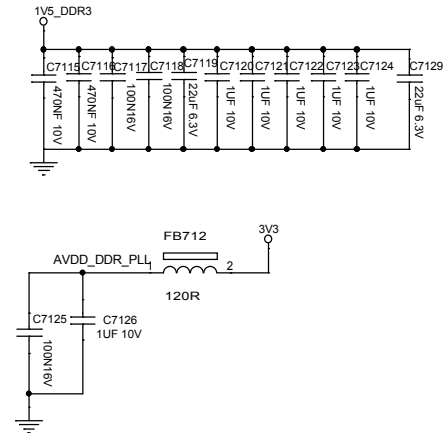 1V5_DDR3
C7115
470NF 10V
C7116
470NF 10V
C7117
100N16V
C7118
100N16V
C7119
22uF 6.3V
C7120
1UF 10V
C7121
1UF 10V
C7122
1UF 10V
C7123
1UF 10V
C7124
1UF 10V
C7129
22uF 6.3V
FB712
3V3
AVDD_DDR_PLL
1
2
120R
C7125
100N16V
C7126
1UF 10V